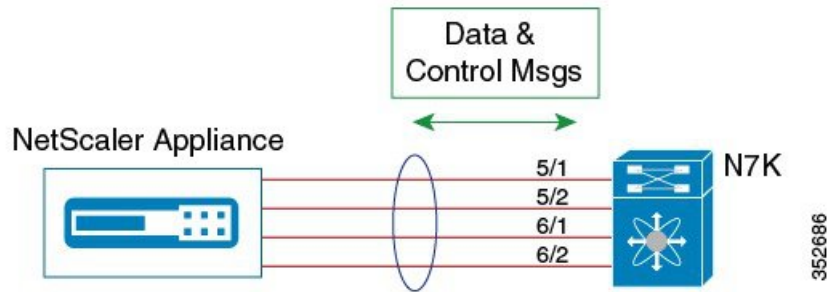 Data &
Control Msgs
NetScaler Appliance
N7K
5/1
5/2
6/1
6/2
352686